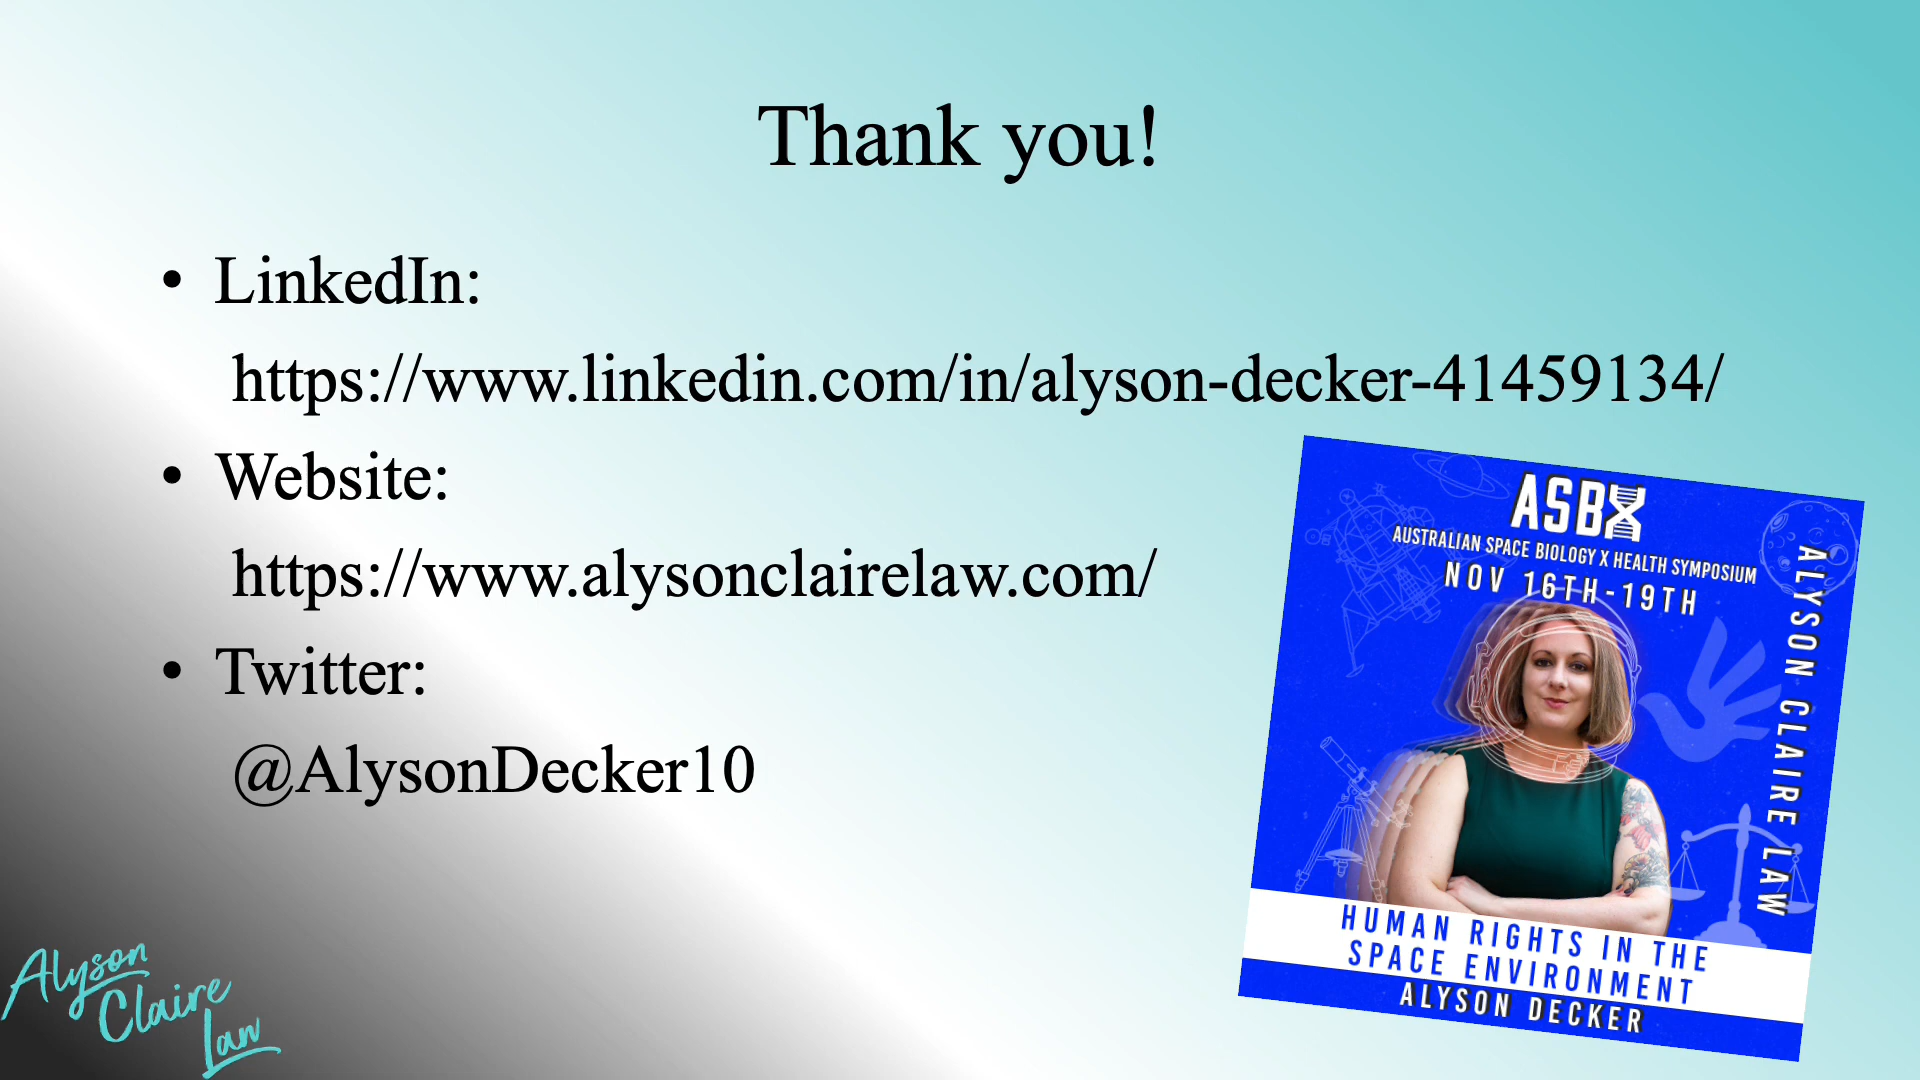 Thank you!
• LinkedIn:
https://www.linkedin.com/in/alyson-decker-41459134/
• Website:
https://www.alysonclairelaw.com/
• Twitter:
@AlysonDecker10
ASBX
AUSTRALIAN SPACE BIOLOGY X HEALTH SYMPOSIUM
NOV 16TH-19TH
ALYSON CLAIRE LAW
HUMAN RIGHTS IN THE
SPACE ENVIRONMENT
ALYSON DECKER
Alyson
Claire
Law